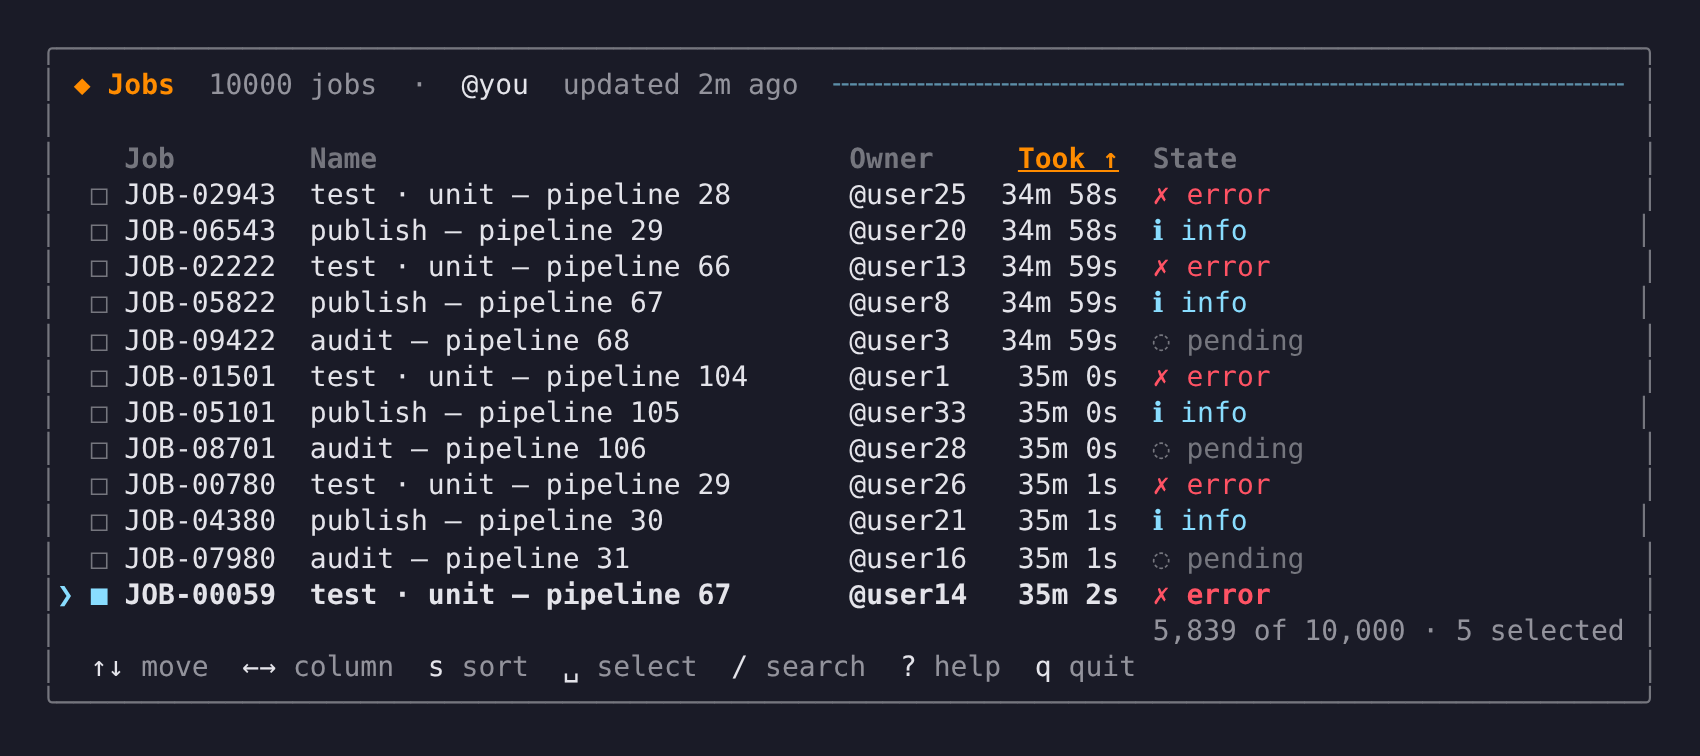 ◆ Jobs  10000 jobs  ·  @you  updated 2m ago
Job  Name  Owner  Took ↑  State
□ JOB-02943  test · unit — pipeline 28  @user25  34m 58s  ✗ error
□ JOB-06543  publish — pipeline 29  @user20  34m 58s  ℹ info
□ JOB-02222  test · unit — pipeline 66  @user13  34m 59s  ✗ error
□ JOB-05822  publish — pipeline 67  @user8  34m 59s  ℹ info
□ JOB-09422  audit — pipeline 68  @user3  34m 59s  ◌ pending
□ JOB-01501  test · unit — pipeline 104  @user1  35m 0s  ✗ error
□ JOB-05101  publish — pipeline 105  @user33  35m 0s  ℹ info
□ JOB-08701  audit — pipeline 106  @user28  35m 0s  ◌ pending
□ JOB-00780  test · unit — pipeline 29  @user26  35m 1s  ✗ error
□ JOB-04380  publish — pipeline 30  @user21  35m 1s  ℹ info
□ JOB-07980  audit — pipeline 31  @user16  35m 1s  ◌ pending
❯ ■ JOB-00059  test · unit — pipeline 67  @user14  35m 2s  ✗ error
5,839 of 10,000 · 5 selected
↑↓ move  ←→ column  s sort  ␣ select  / search  ? help  q quit